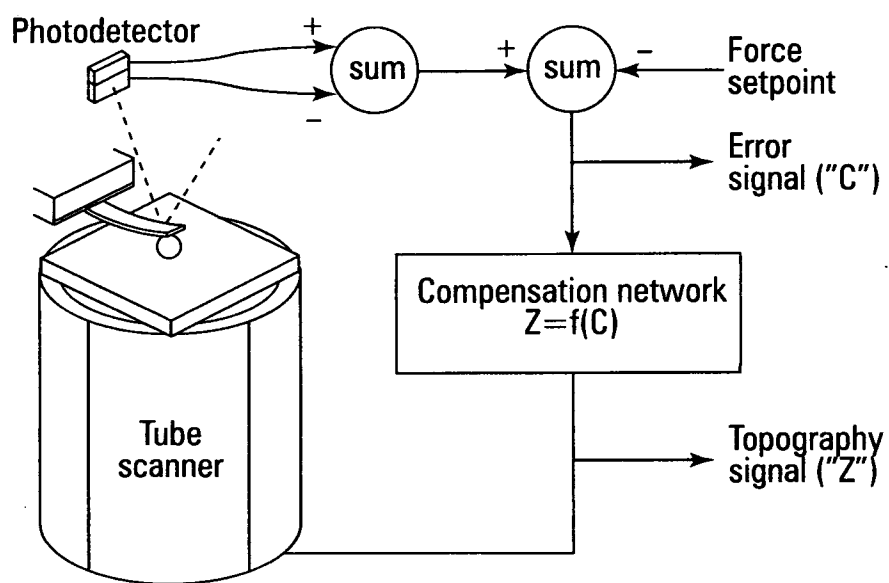 Photodetector
+
−
sum
+
sum
−
Force
setpoint
Error
signal ("C")
Compensation network
Z=f(C)
Tube
scanner
Topography
signal ("Z")